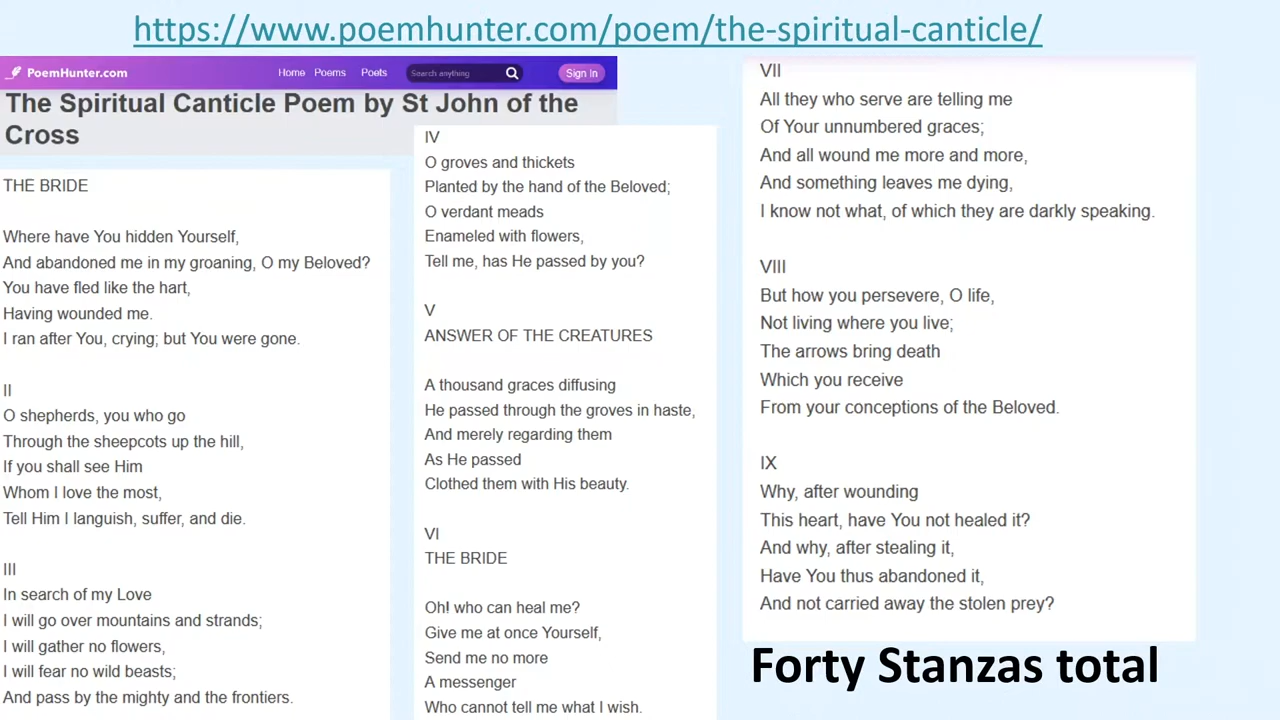 https://www.poemhunter.com/poem/the-spiritual-canticle/
PoemHunter.com
Home Poems Poets Search anything Sign In
The Spiritual Canticle Poem by St John of the
Cross
THE BRIDE
Where have You hidden Yourself,
And abandoned me in my groaning, O my Beloved?
You have fled like the hart,
Having wounded me.
I ran after You, crying; but You were gone.
II
O shepherds, you who go
Through the sheepcots up the hill,
If you shall see Him
Whom I love the most,
Tell Him I languish, suffer, and die.
III
In search of my Love
I will go over mountains and strands;
I will gather no flowers,
I will fear no wild beasts;
And pass by the mighty and the frontiers.
IV
O groves and thickets
Planted by the hand of the Beloved;
O verdant meads
Enameled with flowers,
Tell me, has He passed by you?
V
ANSWER OF THE CREATURES
A thousand graces diffusing
He passed through the groves in haste,
And merely regarding them
As He passed
Clothed them with His beauty.
VI
THE BRIDE
Oh! who can heal me?
Give me at once Yourself,
Send me no more
A messenger
Who cannot tell me what I wish.
VII
All they who serve are telling me
Of Your unnumbered graces;
And all wound me more and more,
And something leaves me dying,
I know not what, of which they are darkly speaking.
VIII
But how you persevere, O life,
Not living where you live;
The arrows bring death
Which you receive
From your conceptions of the Beloved.
IX
Why, after wounding
This heart, have You not healed it?
And why, after stealing it,
Have You thus abandoned it,
And not carried away the stolen prey?
Forty Stanzas total